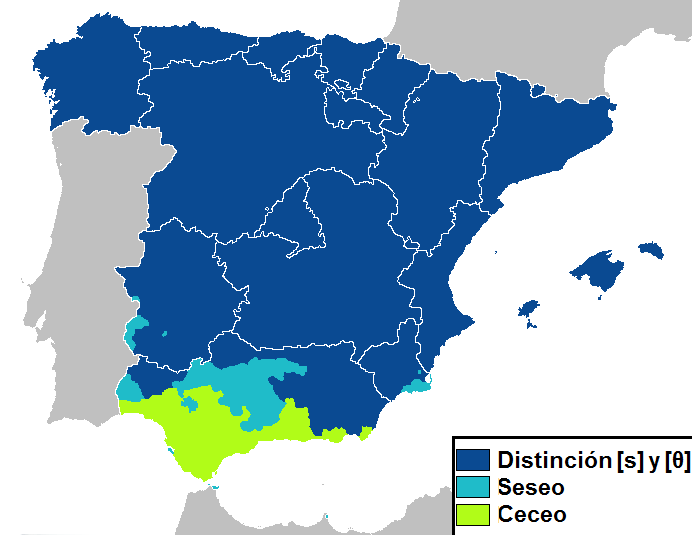 Distinción [s] y [θ]
Seseo
Ceceo